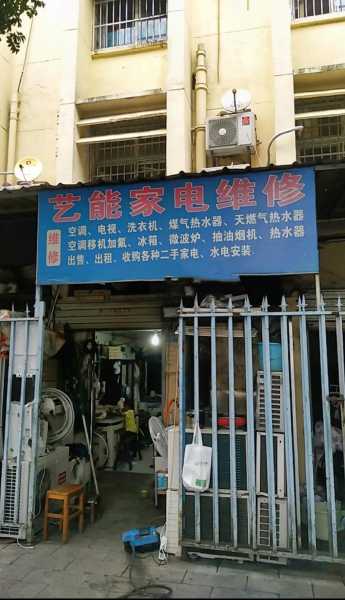 艺能家电维修
维修
空调、电视、洗衣机、煤气热水器、天燃气热水器
空调移机加氟、冰箱、微波炉、抽油烟机、热水器
出售、出租、收购各种二手家电、水电安装